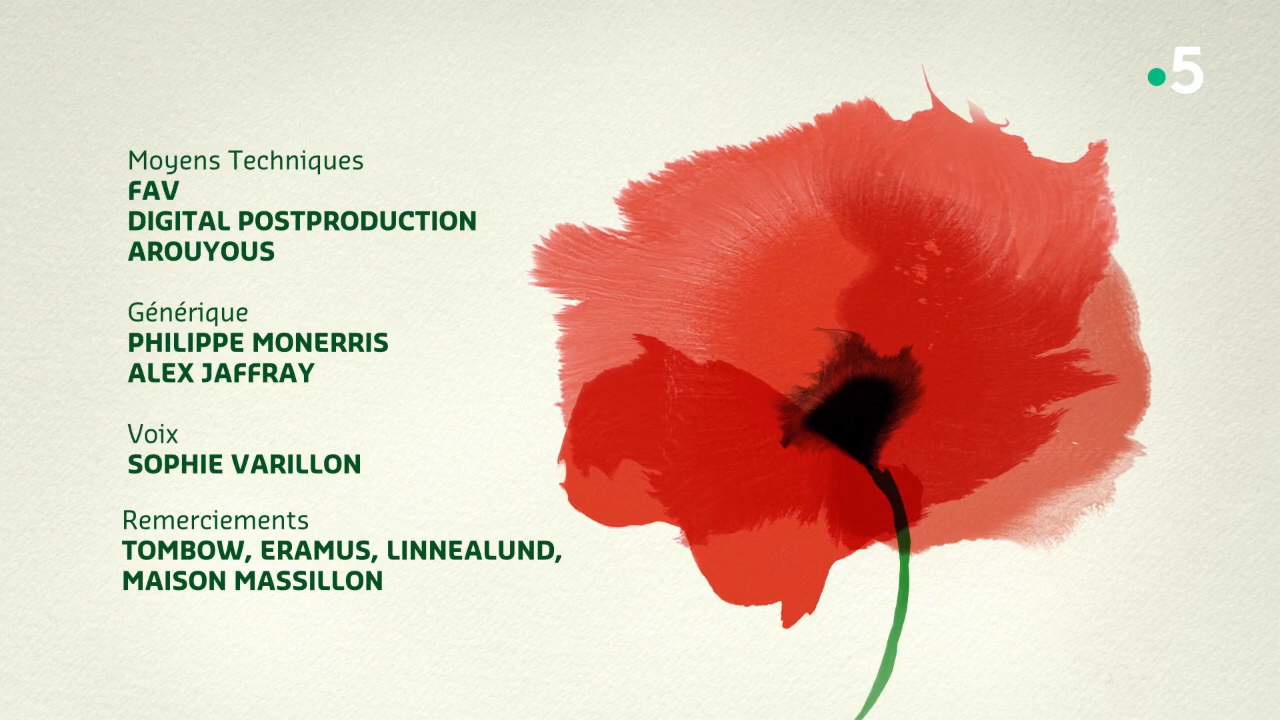 5
Moyens Techniques
FAV
DIGITAL POSTPRODUCTION
AROUYOUS
Générique
PHILIPPE MONERRIS
ALEX JAFFRAY
Voix
SOPHIE VARILLON
Remerciements
TOMBOW, ERAMUS, LINNEALUND,
MAISON MASSILLON